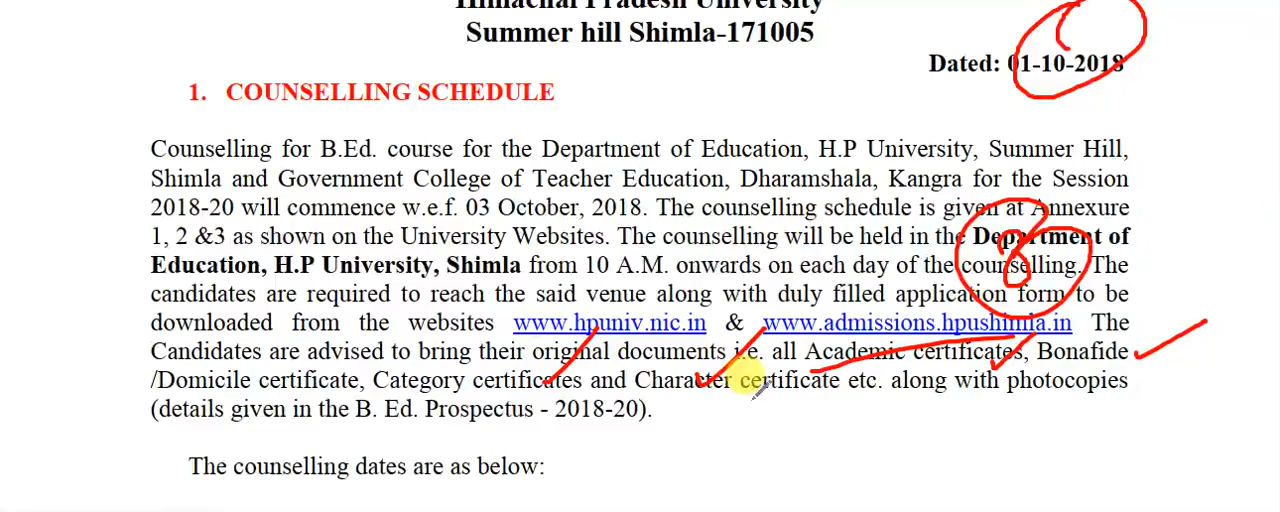 Himachal Pradesh University
Summer hill Shimla-171005
Dated: 01-10-2018
1. COUNSELLING SCHEDULE
Counselling for B.Ed. course for the Department of Education, H.P University, Summer Hill,
Shimla and Government College of Teacher Education, Dharamshala, Kangra for the Session
2018-20 will commence w.e.f. 03 October, 2018. The counselling schedule is given at Annexure
1, 2 &3 as shown on the University Websites. The counselling will be held in the Department of
Education, H.P University, Shimla from 10 A.M. onwards on each day of the counselling. The
candidates are required to reach the said venue along with duly filled application form to be
downloaded from the websites www.hpuniv.nic.in & www.admissions.hpushimla.in The
Candidates are advised to bring their original documents i.e. all Academic certificates, Bonafide
/Domicile certificate, Category certificates and Character certificate etc. along with photocopies
(details given in the B. Ed. Prospectus - 2018-20).
The counselling dates are as below: